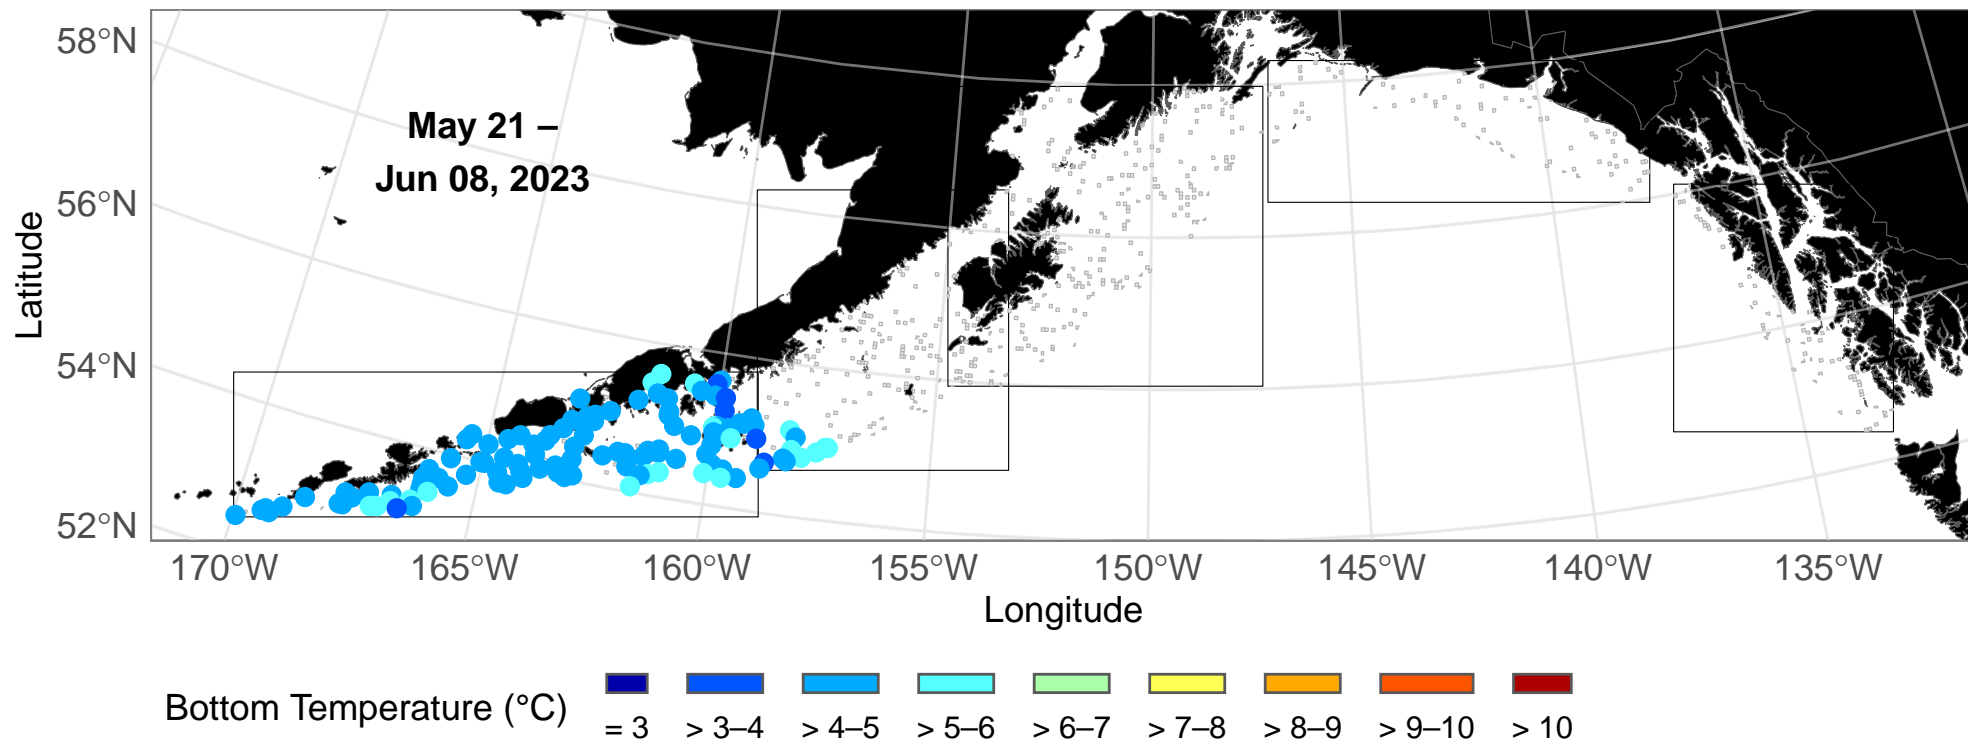 58°N
56°N
54°N
52°N
Latitude
May 21 –
Jun 08, 2023
170°W 165°W 160°W 155°W 150°W 145°W 140°W 135°W
Longitude
Bottom Temperature (°C)
= 3 > 3–4 > 4–5 > 5–6 > 6–7 > 7–8 > 8–9 > 9–10 > 10